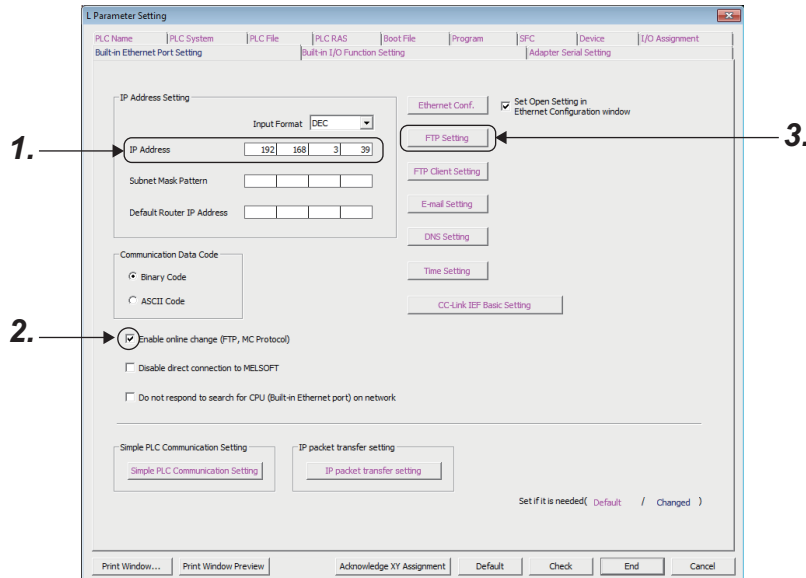 L Parameter Setting
PLC Name PLC System PLC File PLC RAS Boot File Program SFC Device I/O Assignment
Built-in Ethernet Port Setting Built-in I/O Function Setting Adapter Serial Setting
IP Address Setting
Input Format DEC
1. IP Address 192 168 3 39
Subnet Mask Pattern
Default Router IP Address
Communication Data Code
Binary Code
ASCII Code
2. Enable online change (FTP, MC Protocol)
Disable direct connection to MELSOFT
Do not respond to search for CPU (Built-in Ethernet port) on network
Ethernet Conf. Set Open Setting in
Ethernet Configuration window
FTP Setting 3.
FTP Client Setting
E-mail Setting
DNS Setting
Time Setting
CC-Link IEF Basic Setting
Simple PLC Communication Setting
Simple PLC Communication Setting
IP packet transfer setting
IP packet transfer setting
Set if it is needed( Default / Changed )
Print Window... Print Window Preview Acknowledge XY Assignment Default Check End Cancel